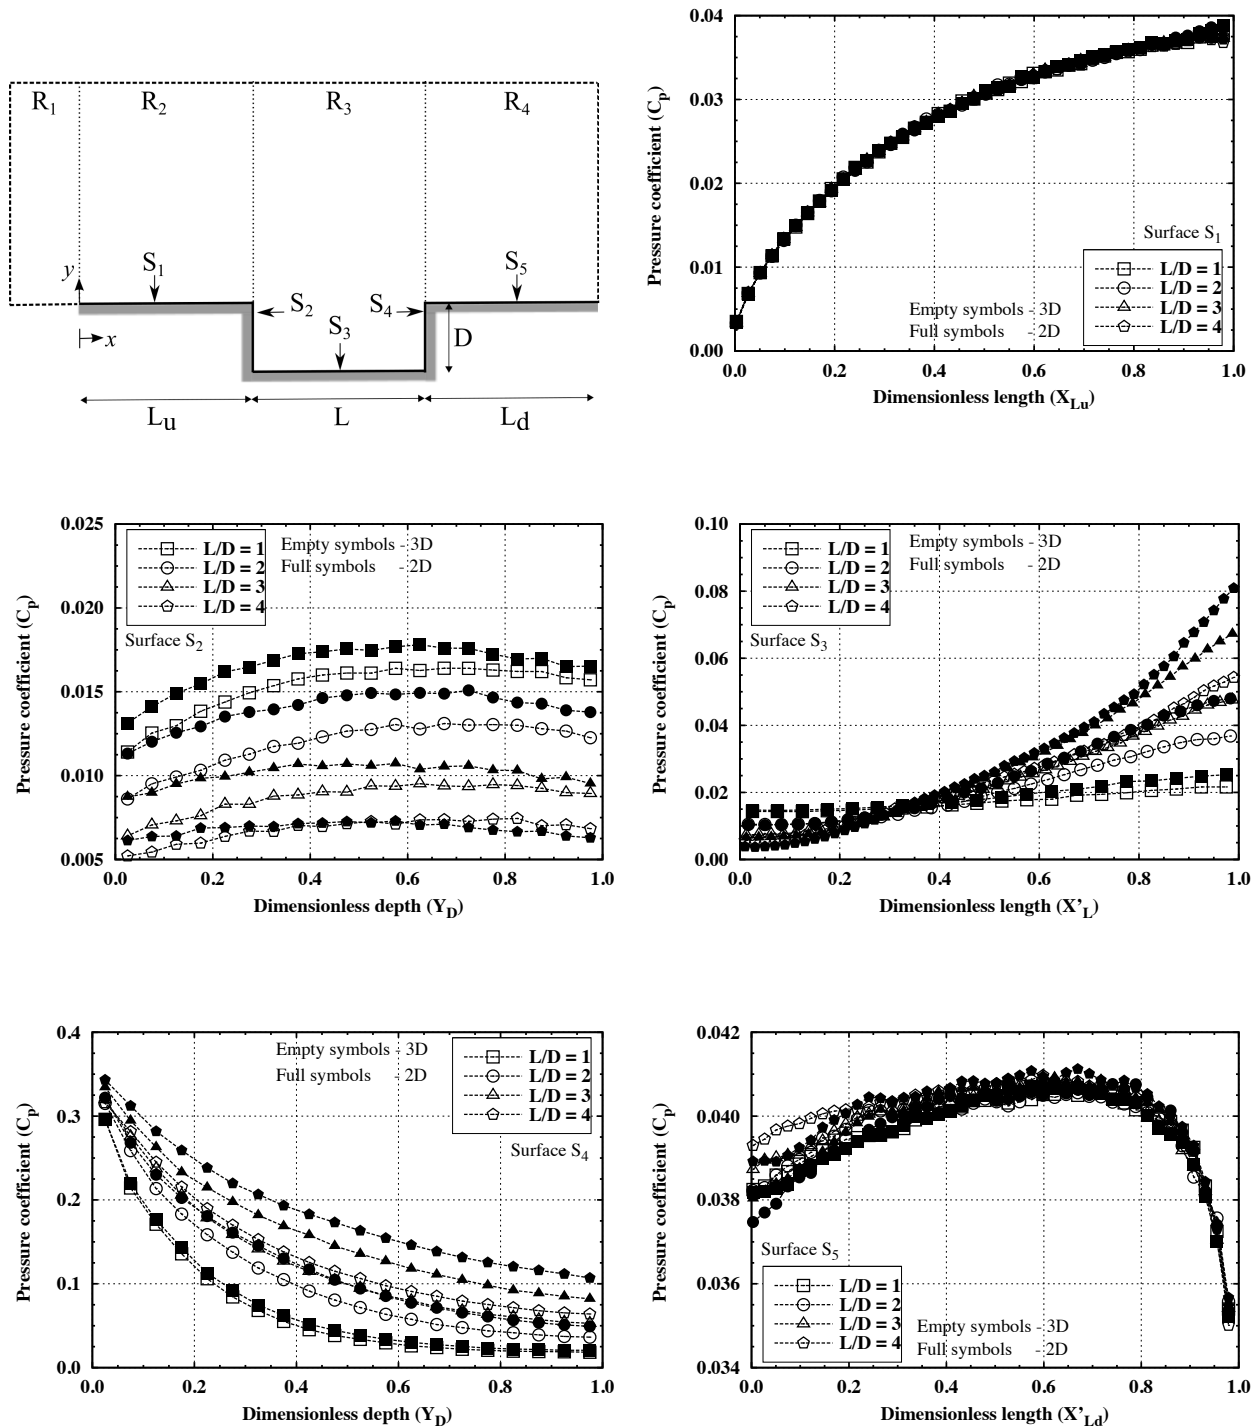 R1 R2 R3 R4
y S1 S5
S2 S4
S3 D
x
Lu L Ld
0.04
0.03
0.02
0.01
0.00
0.0 0.2 0.4 0.6 0.8 1.0
Pressure coefficient (Cp)
Dimensionless length (XLu)
Surface S1
L/D = 1
L/D = 2
L/D = 3
L/D = 4
Empty symbols - 3D
Full symbols - 2D
0.025
0.020
0.015
0.010
0.005
0.0 0.2 0.4 0.6 0.8 1.0
Pressure coefficient (Cp)
Dimensionless depth (YD)
L/D = 1
L/D = 2
L/D = 3
L/D = 4
Empty symbols - 3D
Full symbols - 2D
Surface S2
0.10
0.08
0.06
0.04
0.02
0.00
0.0 0.2 0.4 0.6 0.8 1.0
Pressure coefficient (Cp)
Dimensionless length (X'L)
L/D = 1
L/D = 2
L/D = 3
L/D = 4
Empty symbols - 3D
Full symbols - 2D
Surface S3
0.4
0.3
0.2
0.1
0.0
0.0 0.2 0.4 0.6 0.8 1.0
Pressure coefficient (Cp)
Dimensionless depth (YD)
Empty symbols - 3D
Full symbols - 2D
L/D = 1
L/D = 2
L/D = 3
L/D = 4
Surface S4
0.042
0.040
0.038
0.036
0.034
0.0 0.2 0.4 0.6 0.8 1.0
Pressure coefficient (Cp)
Dimensionless length (X'Ld)
Surface S5
L/D = 1
L/D = 2
L/D = 3
L/D = 4
Empty symbols - 3D
Full symbols - 2D